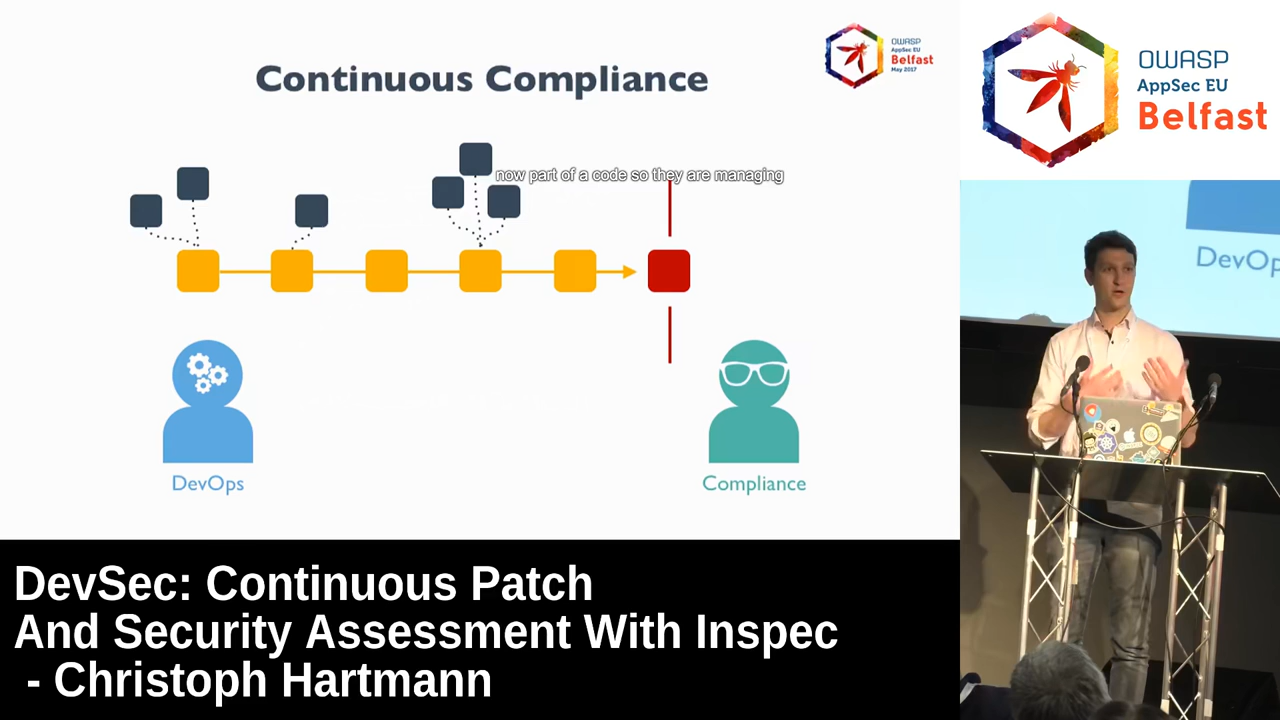 Continuous Compliance
OWASP
AppSec EU
Belfast
May 2017
now part of a code so they are managing
DevOps
Compliance
OWASP
AppSec EU
Belfast
DevOp
DevSec: Continuous Patch
And Security Assessment With Inspec
- Christoph Hartmann